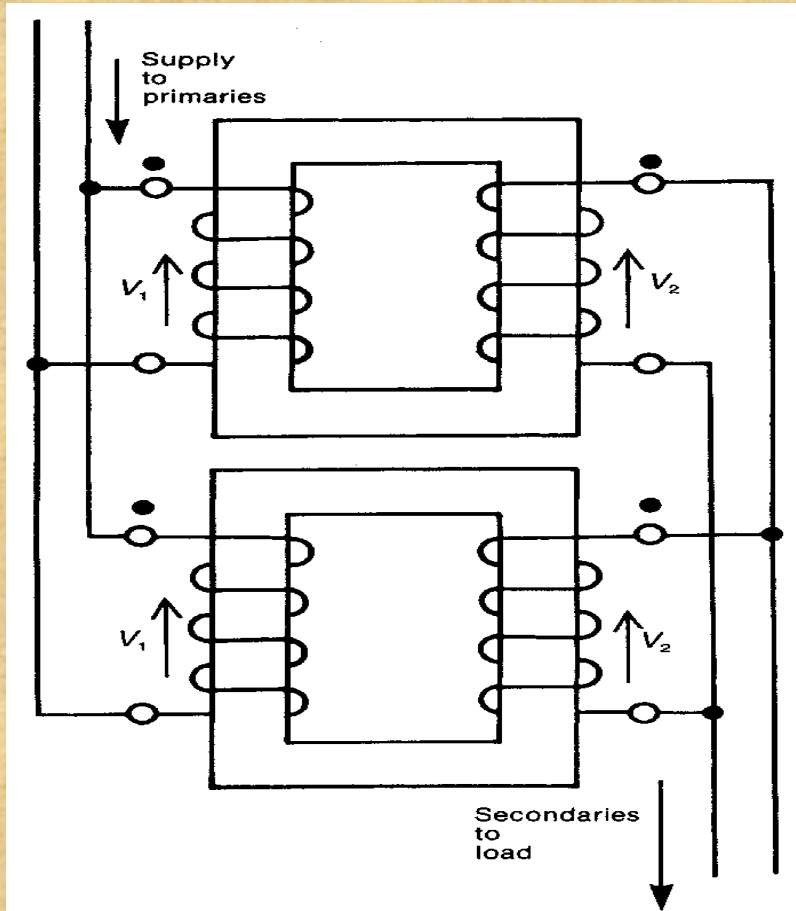 Supply
to
primaries
V₁
V₂
V₁
V₂
Secondaries
to
load